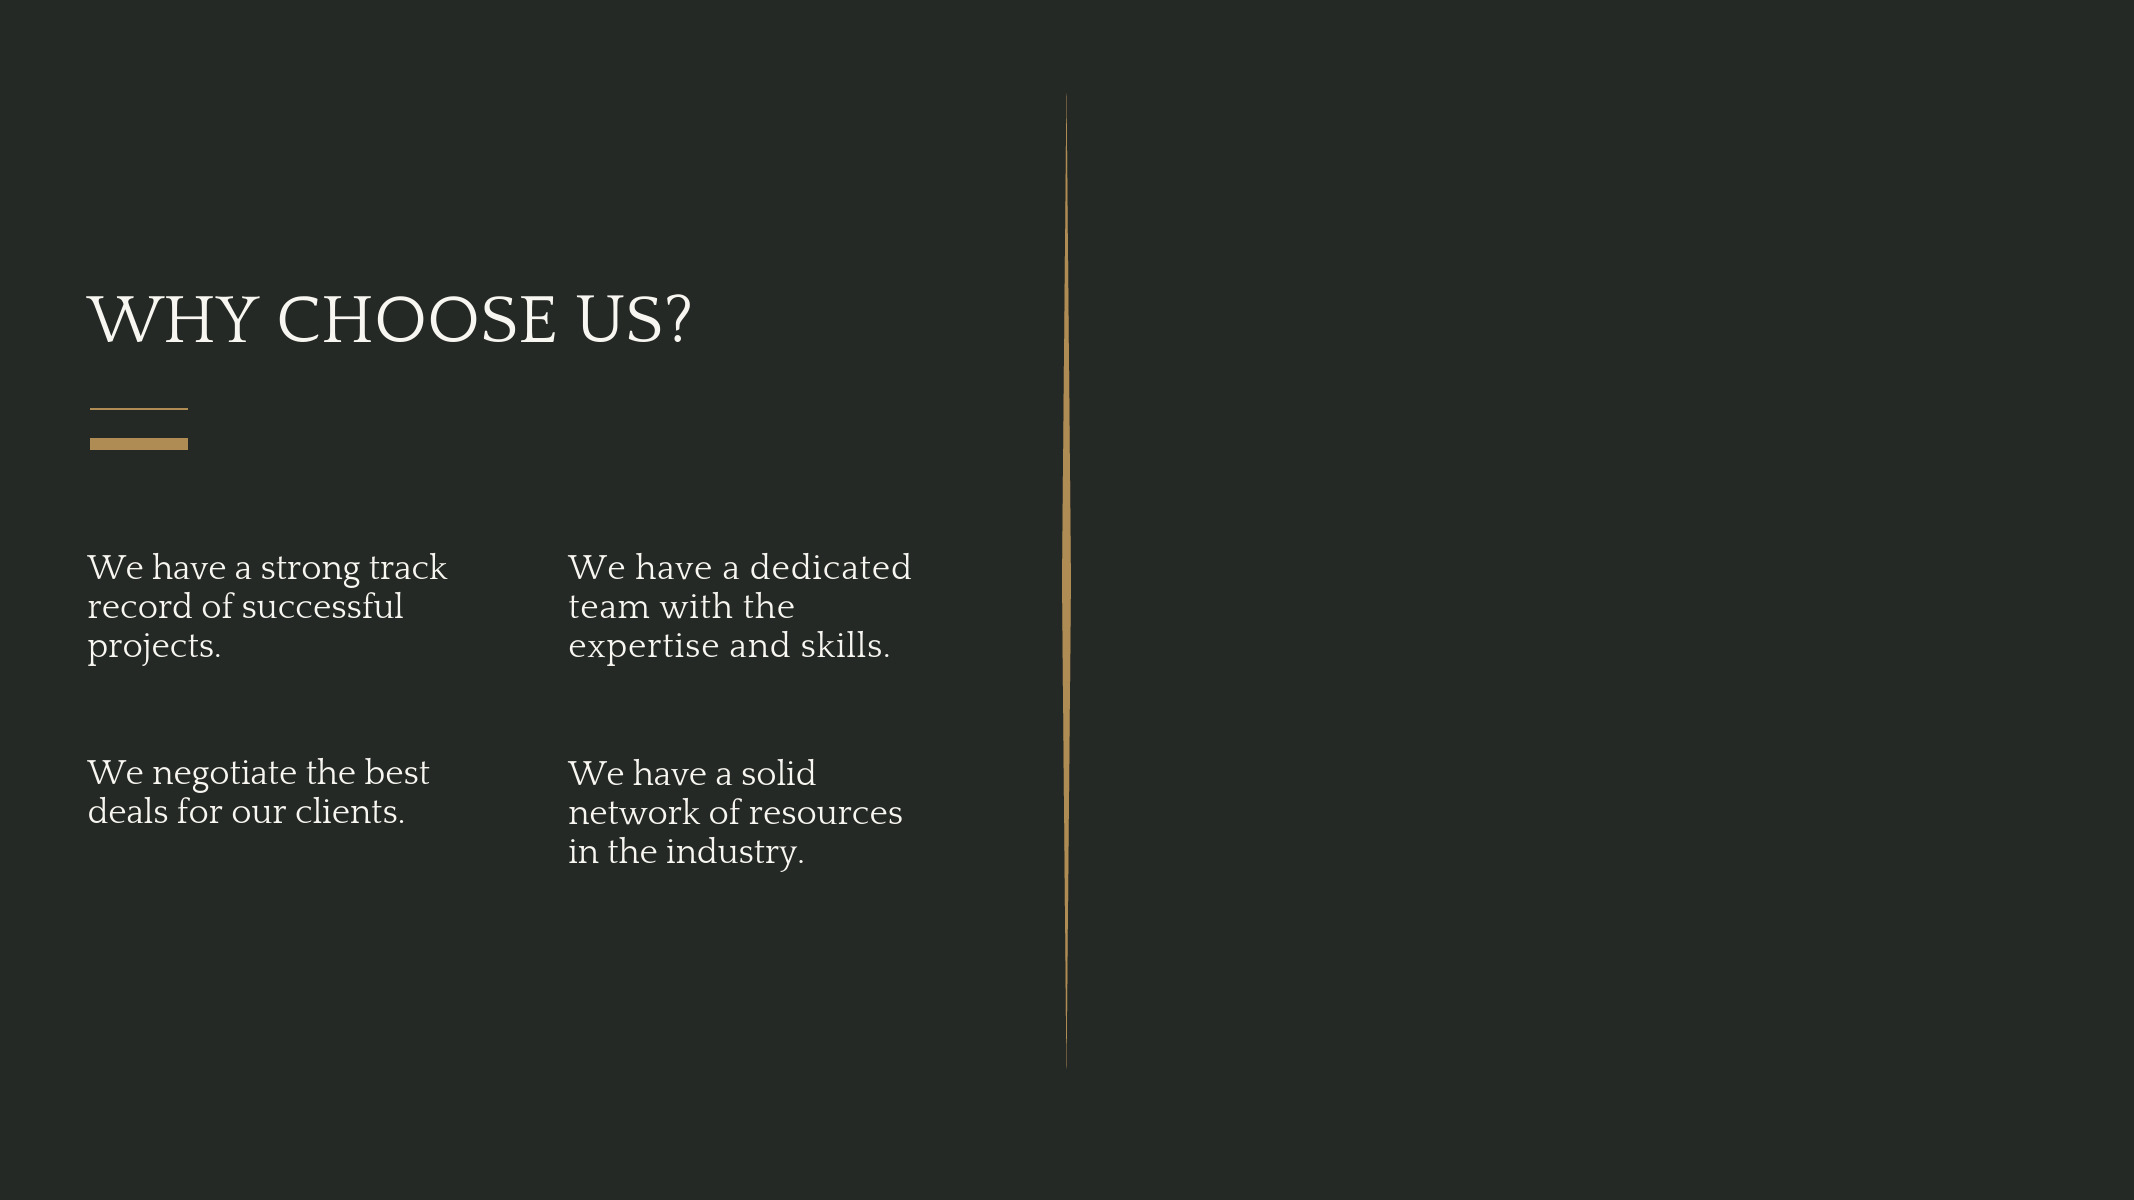 WHY CHOOSE US?
We have a strong track
record of successful
projects.
We have a dedicated
team with the
expertise and skills.
We negotiate the best
deals for our clients.
We have a solid
network of resources
in the industry.